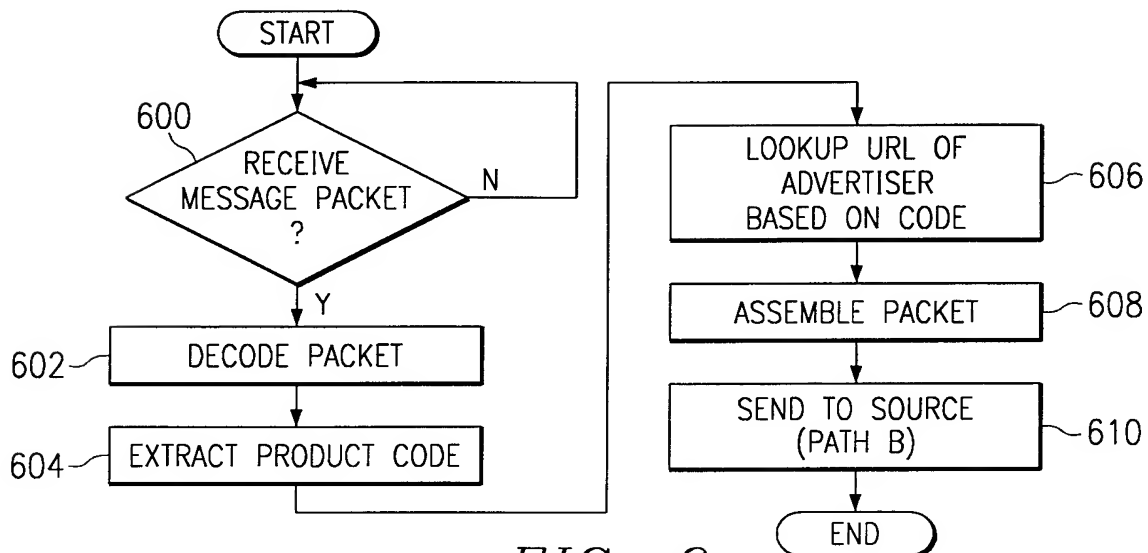 START
600
RECEIVE
MESSAGE PACKET
?
N
Y
602
DECODE PACKET
604
EXTRACT PRODUCT CODE
LOOKUP URL OF
ADVERTISER
BASED ON CODE
606
ASSEMBLE PACKET
608
SEND TO SOURCE
(PATH B)
610
END